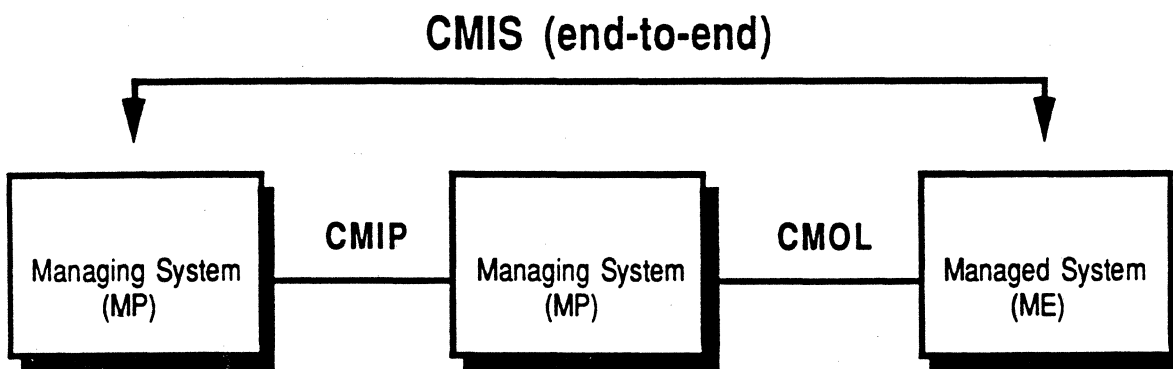 CMIS (end-to-end)
CMIP
CMOL
Managing System
(MP)
Managing System
(MP)
Managed System
(ME)